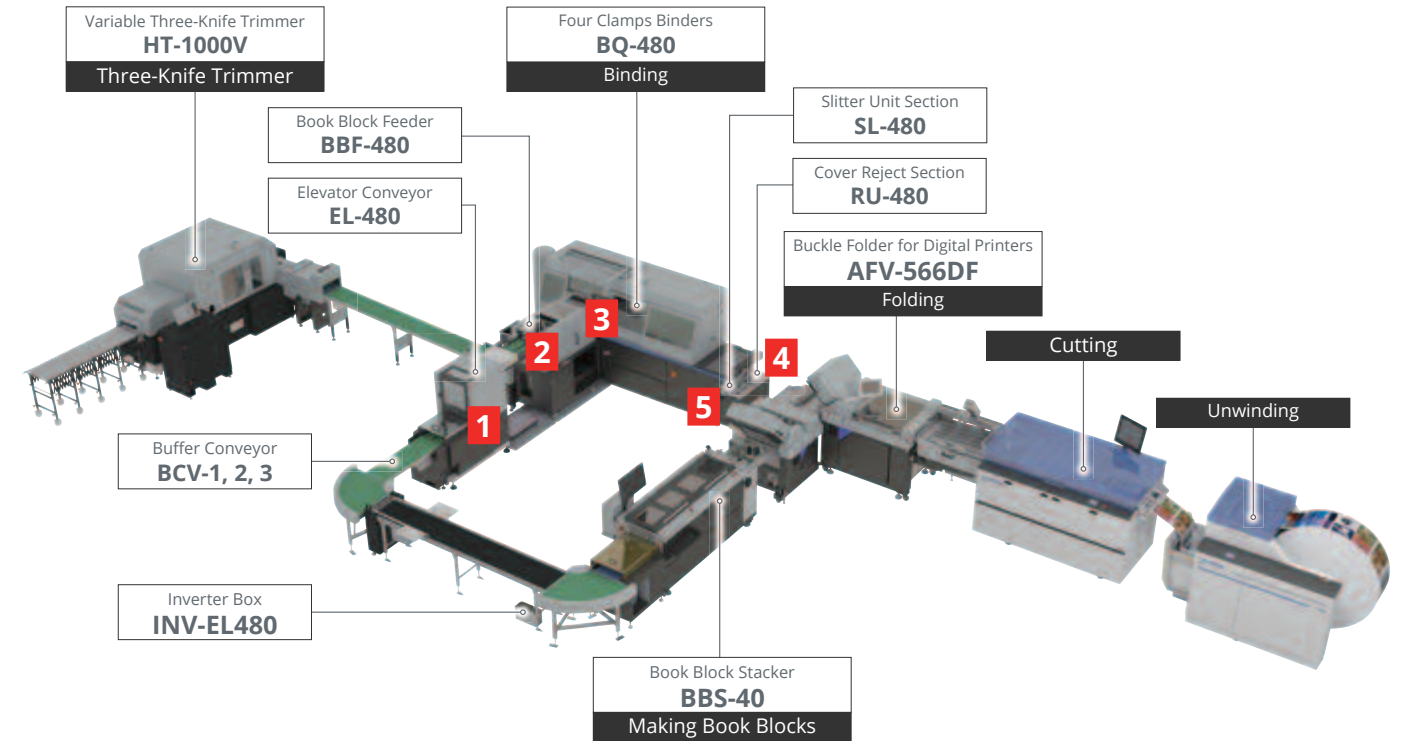 Variable Three-Knife Trimmer
HT-1000V
Three-Knife Trimmer
Four Clamps Binders
BQ-480
Binding
Book Block Feeder
BBF-480
Elevator Conveyor
EL-480
Slitter Unit Section
SL-480
Cover Reject Section
RU-480
Buckle Folder for Digital Printers
AFV-566DF
Folding
Cutting
Unwinding
3
2
4
5
1
Buffer Conveyor
BCV-1, 2, 3
Inverter Box
INV-EL480
Book Block Stacker
BBS-40
Making Book Blocks